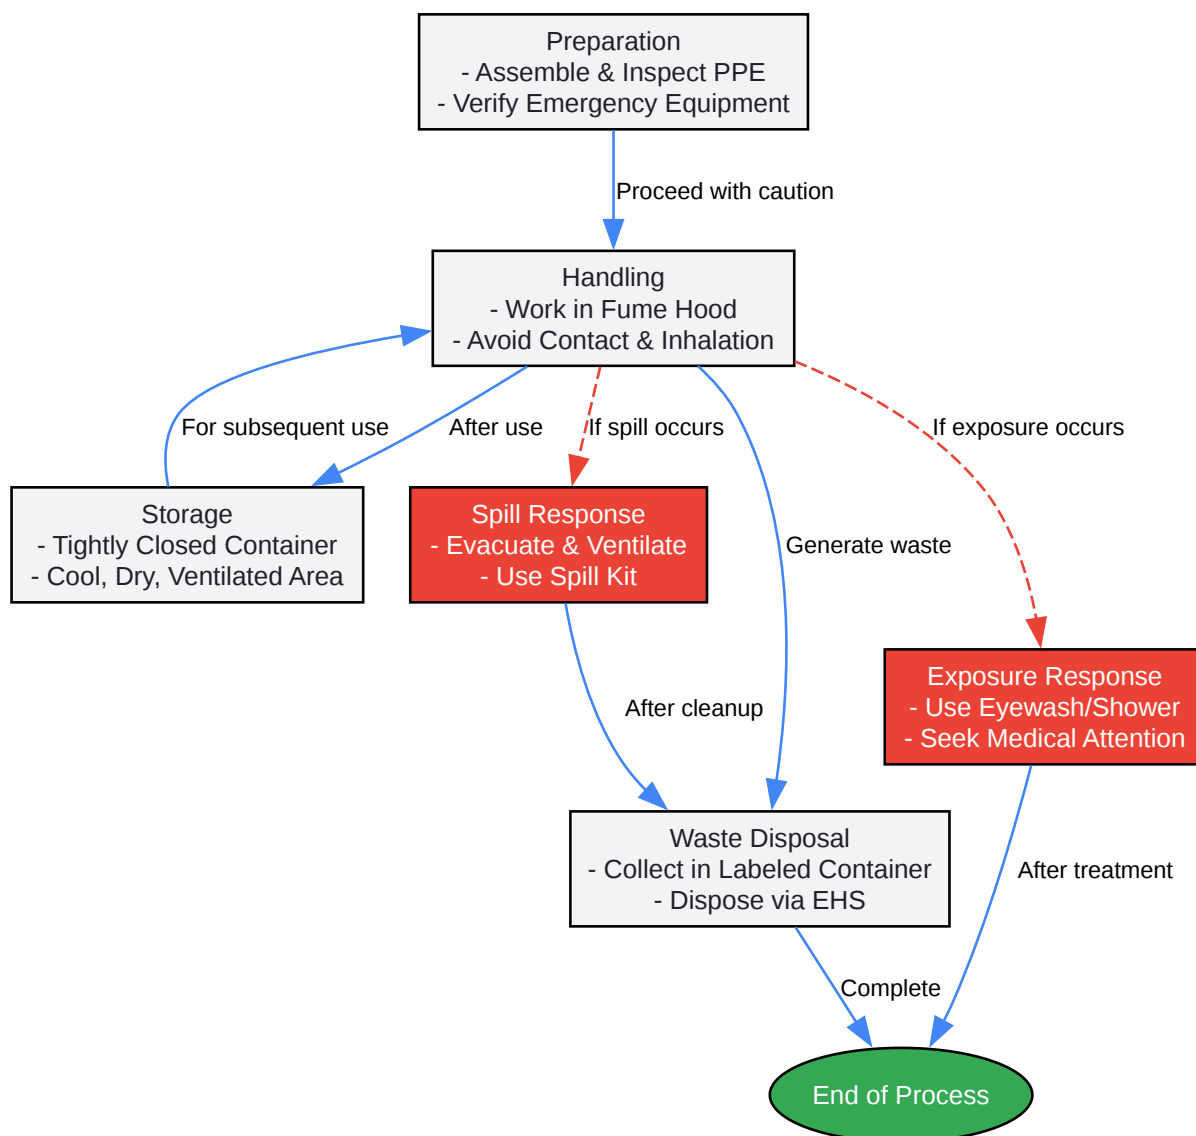 Preparation
- Assemble & Inspect PPE
- Verify Emergency Equipment
Proceed with caution
Handling
- Work in Fume Hood
- Avoid Contact & Inhalation
For subsequent use
After use
If spill occurs
If exposure occurs
Storage
- Tightly Closed Container
- Cool, Dry, Ventilated Area
Spill Response
- Evacuate & Ventilate
- Use Spill Kit
Generate waste
Exposure Response
- Use Eyewash/Shower
- Seek Medical Attention
After cleanup
Waste Disposal
- Collect in Labeled Container
- Dispose via EHS
After treatment
Complete
End of Process